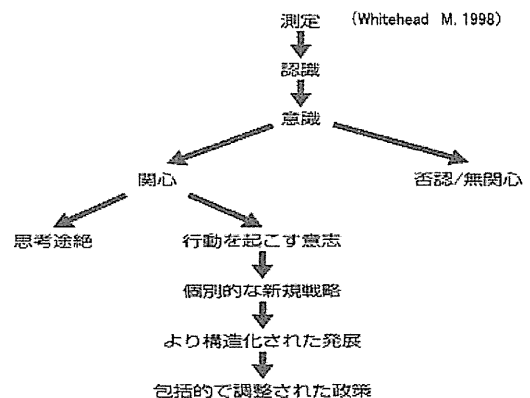 測定 (Whitehead M. 1998)
認識
意識
関心 否認/無関心
思考途絶 行動を起こす意志
個別的な新規戦略
より構造化された発展
包括的で調整された政策